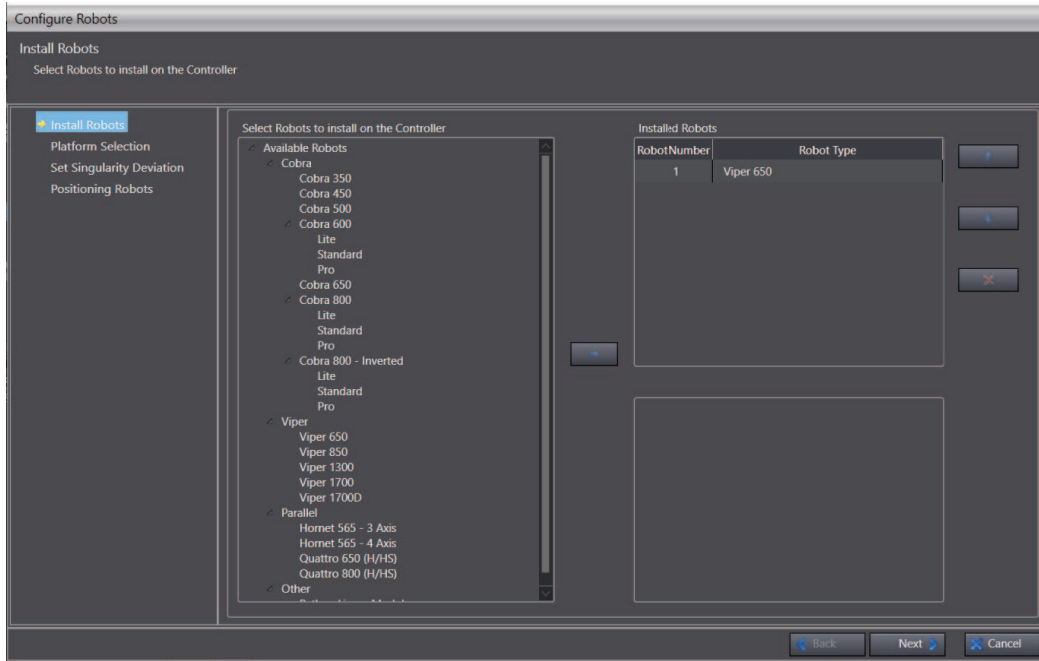 Configure Robots
Install Robots
Select Robots to install on the Controller
Install Robots
Platform Selection
Set Singularity Deviation
Positioning Robots
Select Robots to install on the Controller
Available Robots
Cobra
Cobra 350
Cobra 450
Cobra 500
Cobra 600
Lite
Standard
Pro
Cobra 650
Cobra 800
Lite
Standard
Pro
Cobra 800 - Inverted
Lite
Standard
Pro
Viper
Viper 650
Viper 850
Viper 1300
Viper 1700
Viper 1700D
Parallel
Hornet 565 - 3 Axis
Hornet 565 - 4 Axis
Quattro 650 (H/HS)
Quattro 800 (H/HS)
Other
Installed Robots
RobotNumber Robot Type
1 Viper 650
Back Next Cancel